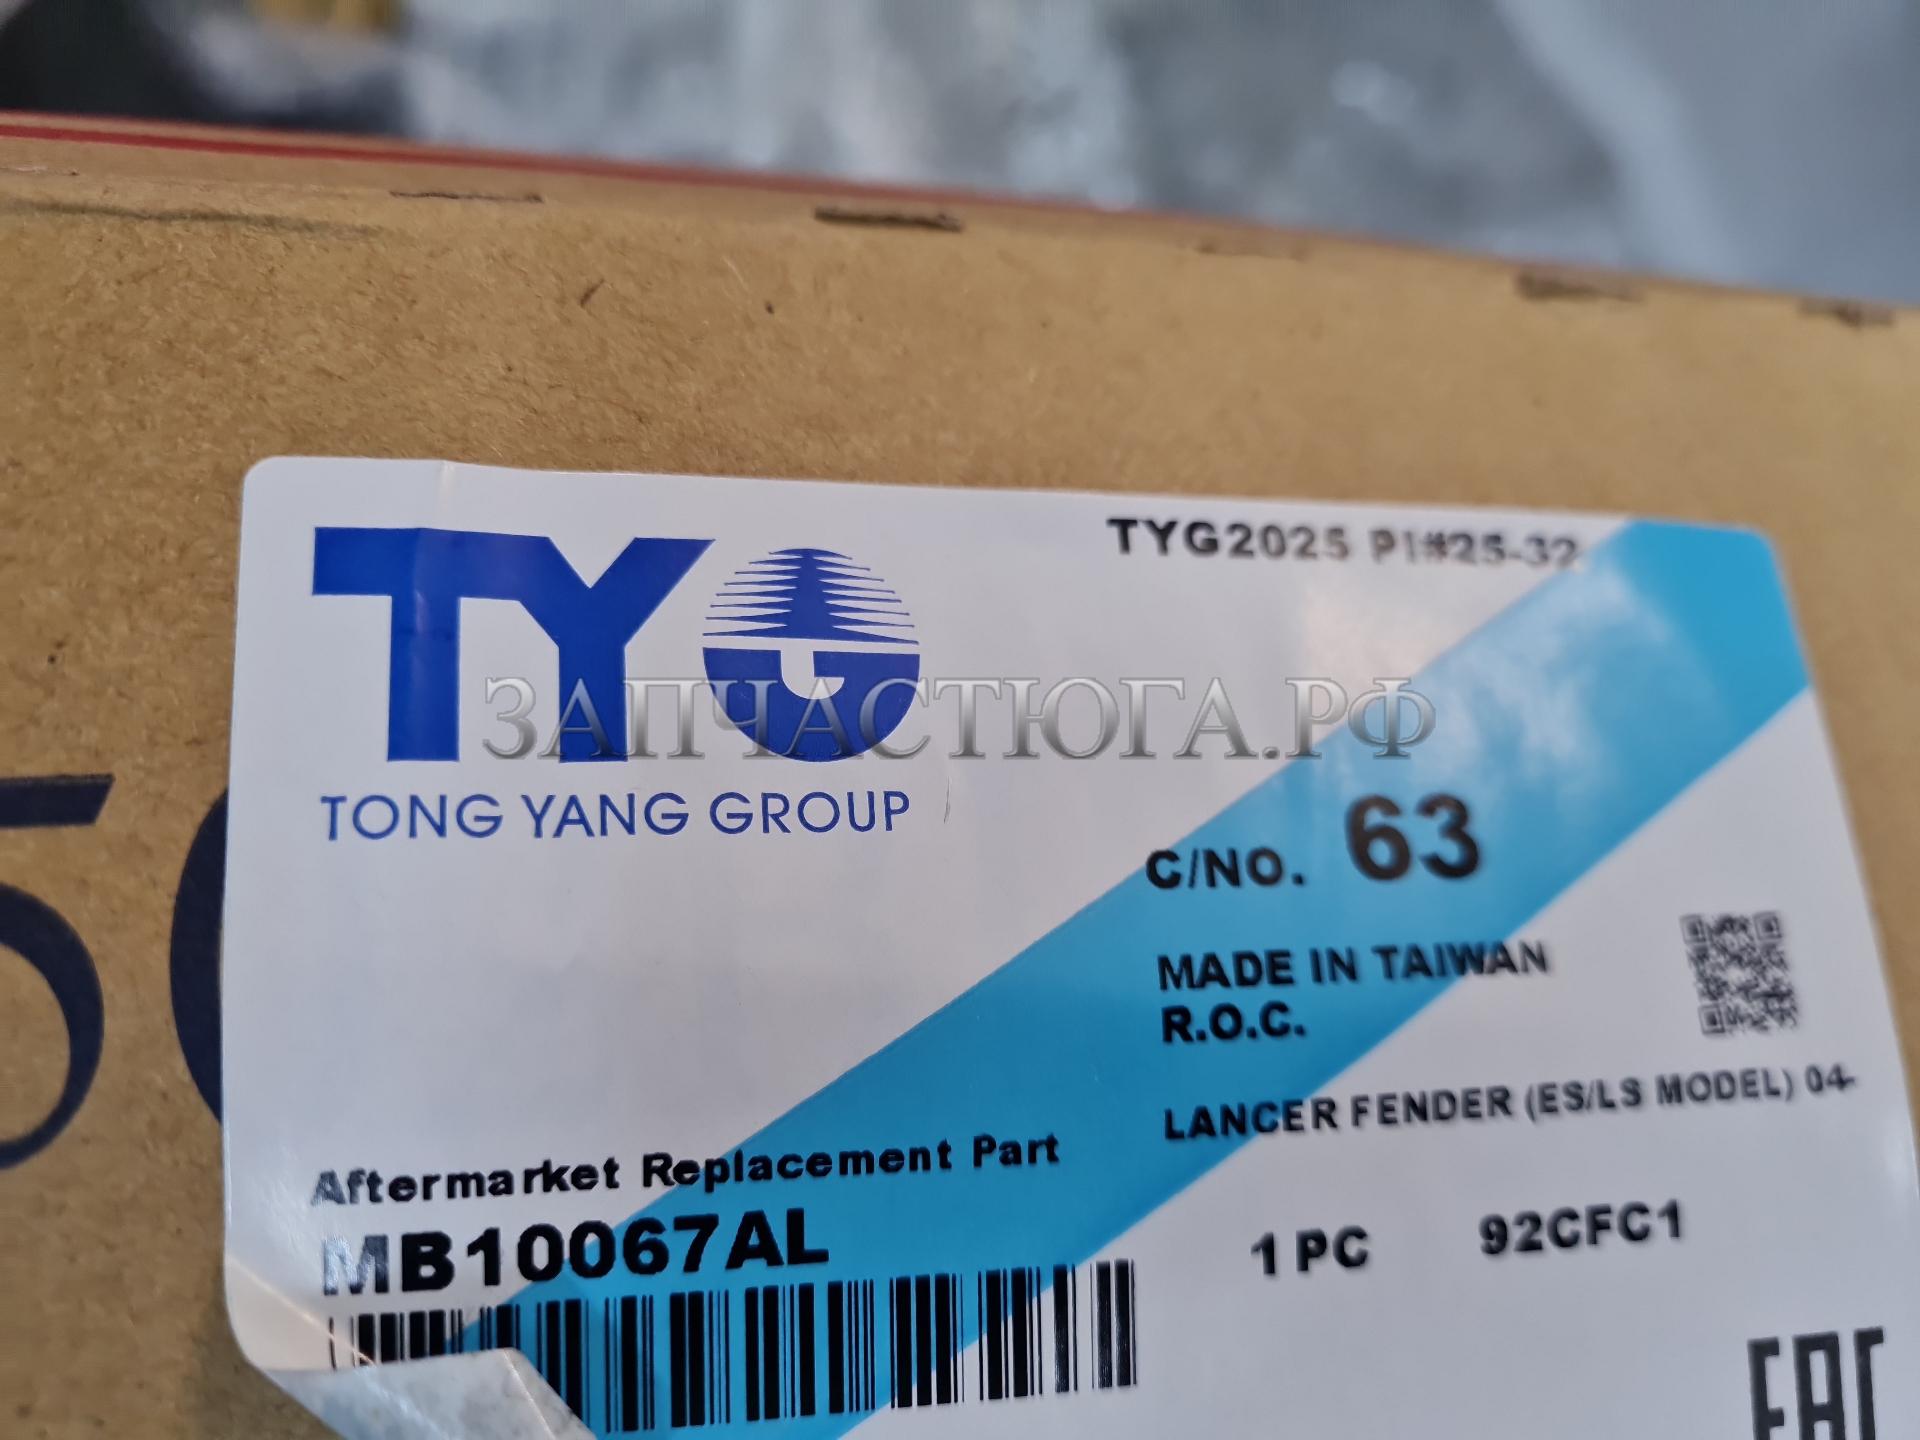 TYG2025 PI#25-32
TYG
ЗАПЧАСТЮГА.РФ
TONG YANG GROUP
C/NO. 63
MADE IN TAIWAN
R.O.C.
LANCER FENDER (ES/LS MODEL) 04-
Aftermarket Replacement Part
MB10067AL
1 PC 92CFC1
EAC